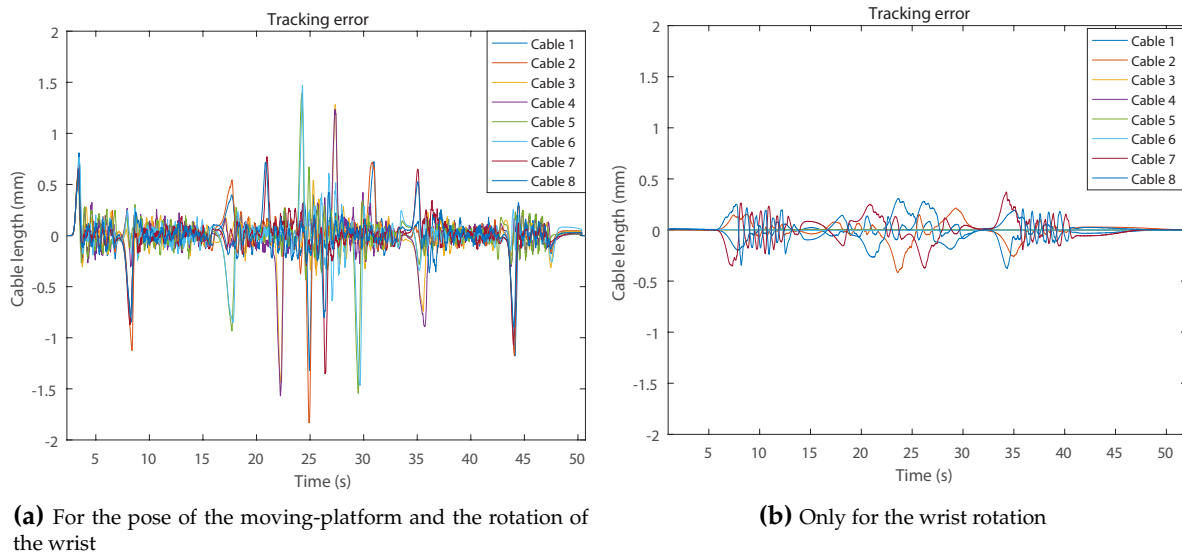 Tracking error
2
1.5
1
0.5
0
-0.5
-1
-1.5
-2
Cable length (mm)
5 10 15 20 25 30 35 40 45 50
Time (s)
Cable 1
Cable 2
Cable 3
Cable 4
Cable 5
Cable 6
Cable 7
Cable 8
(a) For the pose of the moving-platform and the rotation of
the wrist
Tracking error
2
1.5
1
0.5
0
-0.5
-1
-1.5
-2
Cable length (mm)
5 10 15 20 25 30 35 40 45 50
Time (s)
Cable 1
Cable 2
Cable 3
Cable 4
Cable 5
Cable 6
Cable 7
Cable 8
(b) Only for the wrist rotation